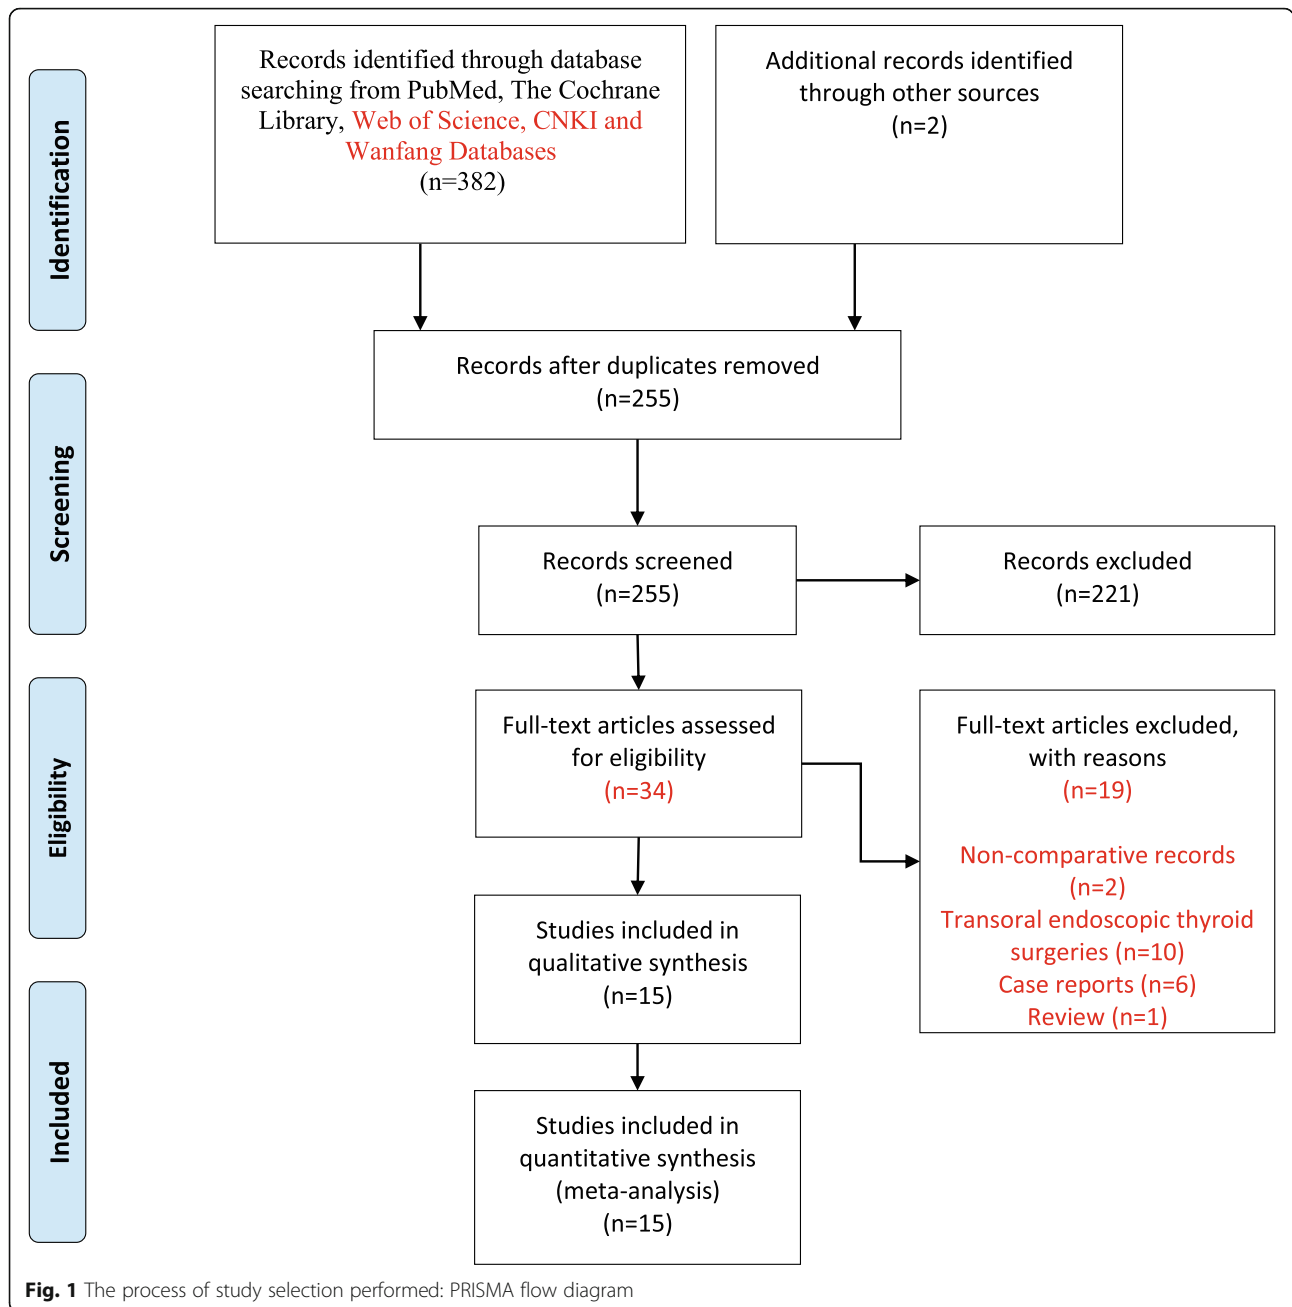 Identification
Records identified through database
searching from PubMed, The Cochrane
Library, Web of Science, CNKI and
Wanfang Databases
(n=382)
Additional records identified
through other sources
(n=2)
Records after duplicates removed
(n=255)
Screening
Records screened
(n=255)
Records excluded
(n=221)
Eligibility
Full-text articles assessed
for eligibility
(n=34)
Full-text articles excluded,
with reasons
(n=19)
Non-comparative records
(n=2)
Transoral endoscopic thyroid
surgeries (n=10)
Case reports (n=6)
Review (n=1)
Studies included in
qualitative synthesis
(n=15)
Included
Studies included in
quantitative synthesis
(meta-analysis)
(n=15)
Fig. 1 The process of study selection performed: PRISMA flow diagram